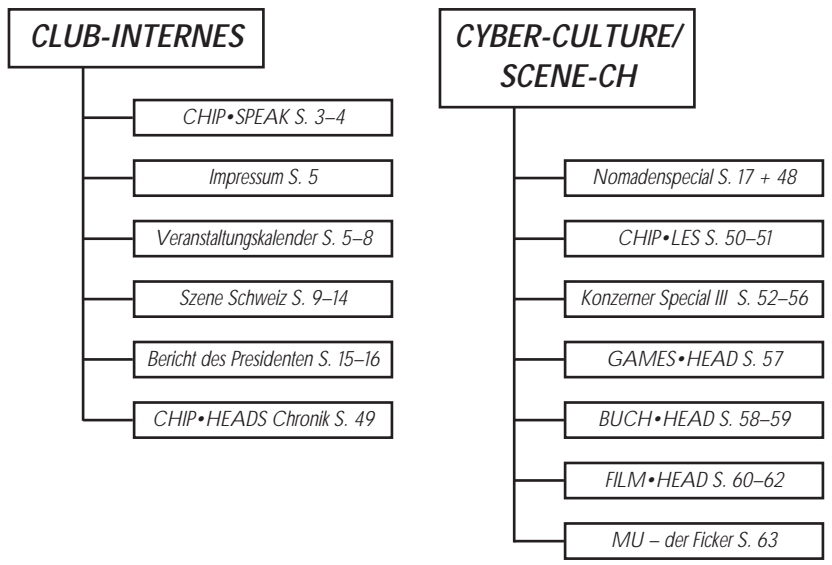 CLUB-INTERNES
CHIP•SPEAK S. 3–4
Impressum S. 5
Veranstaltungskalender S. 5–8
Szene Schweiz S. 9–14
Bericht des Presidenten S. 15–16
CHIP•HEADS Chronik S. 49
CYBER-CULTURE/
SCENE-CH
Nomadenspecial S. 17 + 48
CHIP•LES S. 50–51
Konzerner Special III S. 52–56
GAMES•HEAD S. 57
BUCH•HEAD S. 58–59
FILM•HEAD S. 60–62
MU – der Ficker S. 63